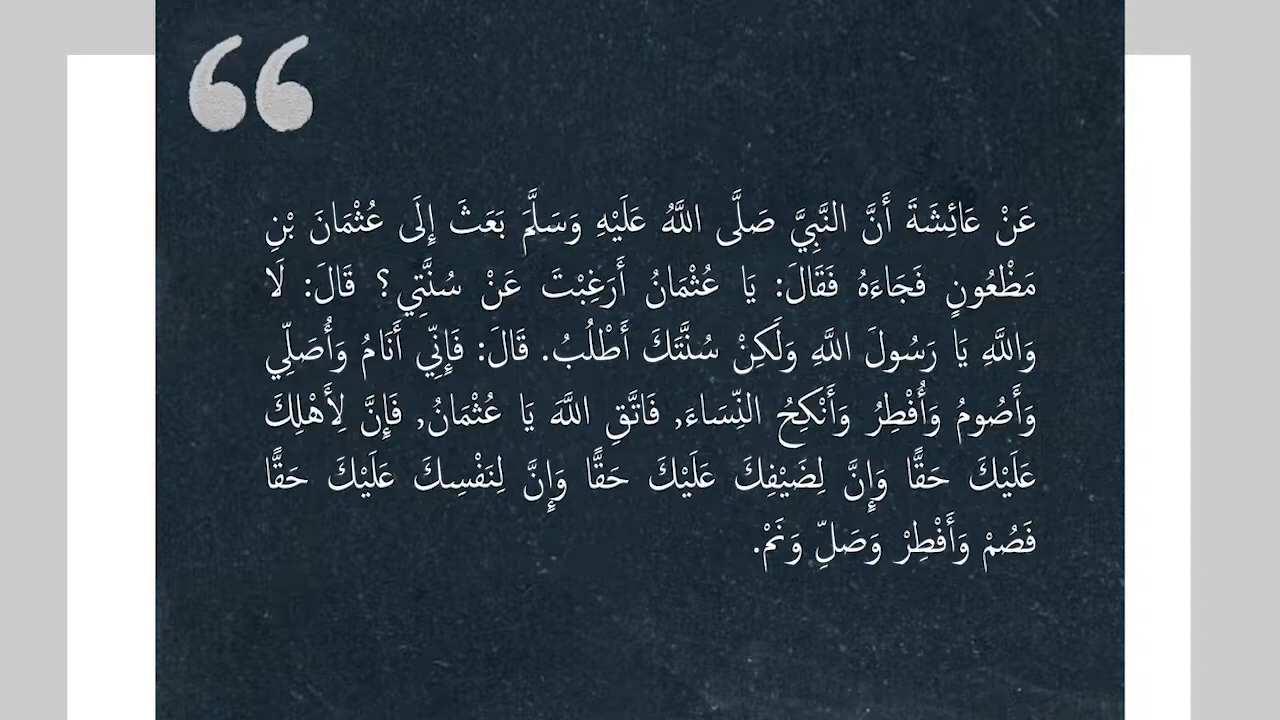 عَنْ عَائِشَةَ أَنَّ النَّبِيَّ صَلَّى اللَّهُ عَلَيْهِ وَسَلَّمَ بَعَثَ إِلَى عُثْمَانَ بْنِ
مَظْعُونٍ فَجَاءَهُ فَقَالَ: يَا عُثْمَانُ أَرَغِبْتَ عَنْ سُنَّتِي؟ قَالَ: لَا
وَاللَّهِ يَا رَسُولَ اللَّهِ وَلَكِنْ سُنَّتَكَ أَطْلُبُ. قَالَ: فَإِنِّي أَنَامُ وَأُصَلِّي
وَأَصُومُ وَأُفْطِرُ وَأَنْكِحُ النِّسَاءَ, فَاتَّقِ اللَّهَ يَا عُثْمَانُ, فَإِنَّ لِأَهْلِكَ
عَلَيْكَ حَقًّا وَإِنَّ لِضَيْفِكَ عَلَيْكَ حَقًّا وَإِنَّ لِنَفْسِكَ عَلَيْكَ حَقًّا
فَصُمْ وَأَفْطِرْ وَصَلِّ وَنَمْ.